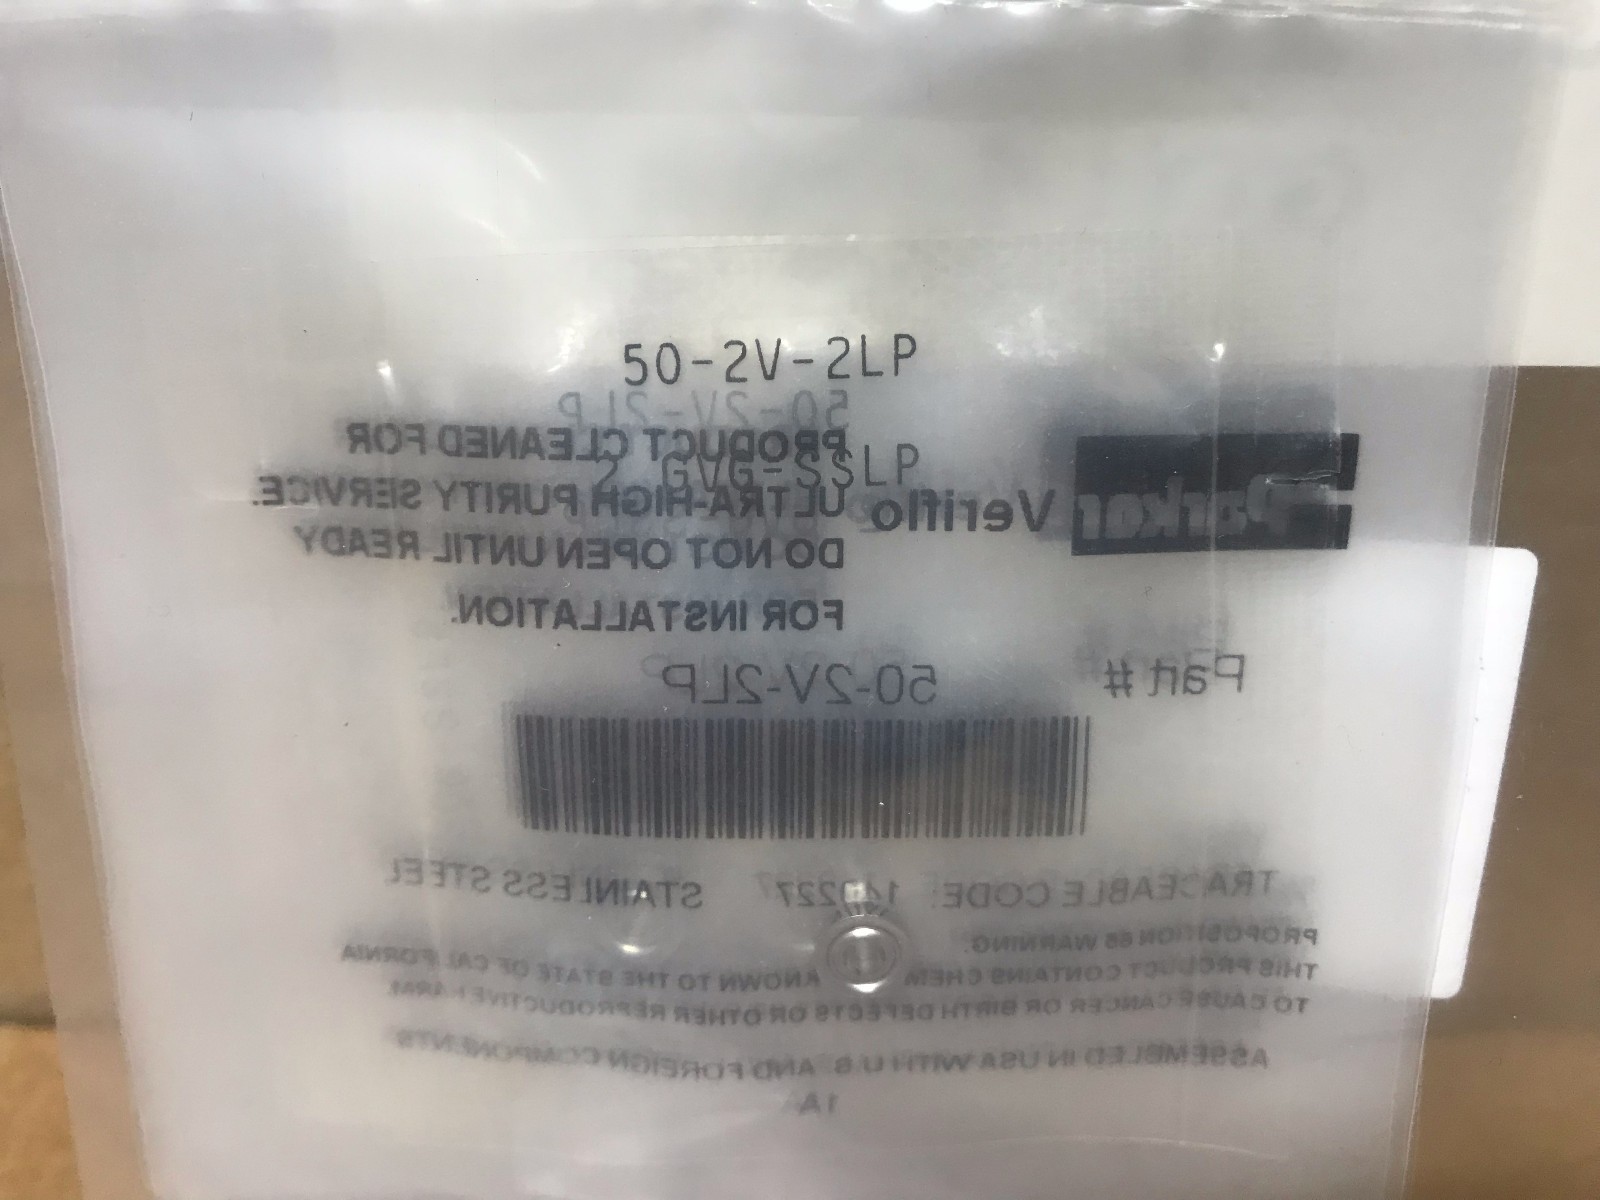 50-2V-2LP
50-2V-2LP
PRODUCT CLEANED FOR
2 GVG-SSLP
ULTRA-HIGH PURITY SERVICE.
Parker Veriflo
DO NOT OPEN UNTIL READY
FOR INSTALLATION.
Part # 50-2V-2LP
TRACEABLE CODE: STAINLESS STEEL
PROPOSITION 65 WARNING:
THIS PRODUCT CONTAINS KNOWN TO THE STATE OF CALIFORNIA
TO CAUSE CANCER OR BIRTH DEFECTS OR OTHER REPRODUCTIVE HARM.
ASSEMBLED IN USA WITH U.S. AND FOREIGN COMPONENTS
1A